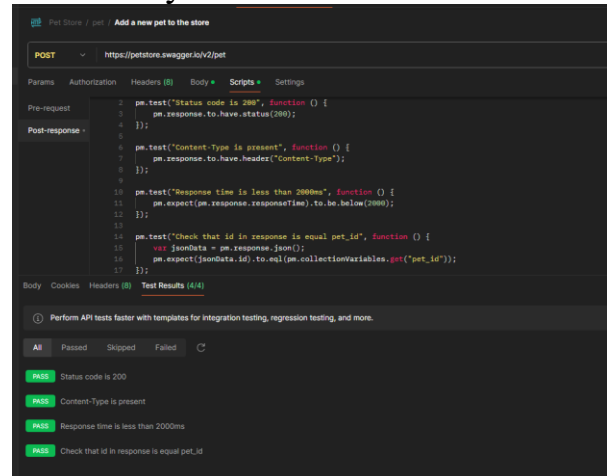 Pet Store / pet / Add a new pet to the store
POST https://petstore.swagger.io/v2/pet
Params Authorization Headers (8) Body Scripts Settings
Pre-request
Post-response
2 pm.test("Status code is 200", function () {
3 pm.response.to.have.status(200);
4 });
5
6 pm.test("Content-Type is present", function () {
7 pm.response.to.have.header("Content-Type");
8 });
9
10 pm.test("Response time is less than 2000ms", function () {
11 pm.expect(pm.response.responseTime).to.be.below(2000);
12 });
13
14 pm.test("Check that id in response is equal pet_id", function () {
15 var jsonData = pm.response.json();
16 pm.expect(jsonData.id).to.eql(pm.collectionVariables.get("pet_id"));
17 });
Body Cookies Headers (8) Test Results (4/4)
Perform API tests faster with templates for integration testing, regression testing, and more.
All Passed Skipped Failed
PASS Status code is 200
PASS Content-Type is present
PASS Response time is less than 2000ms
PASS Check that id in response is equal pet_id